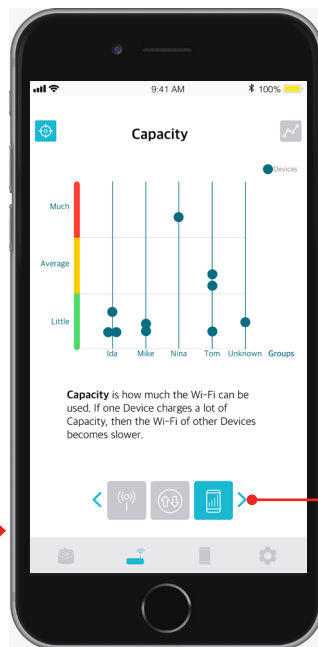 9:41 AM
100%
Capacity
Devices
Much
Average
Little
Ida Mike Nina Tom Unknown Groups
Capacity is how much the Wi-Fi can be
used. If one Device charges a lot of
Capacity, then the Wi-Fi of other Devices
becomes slower.